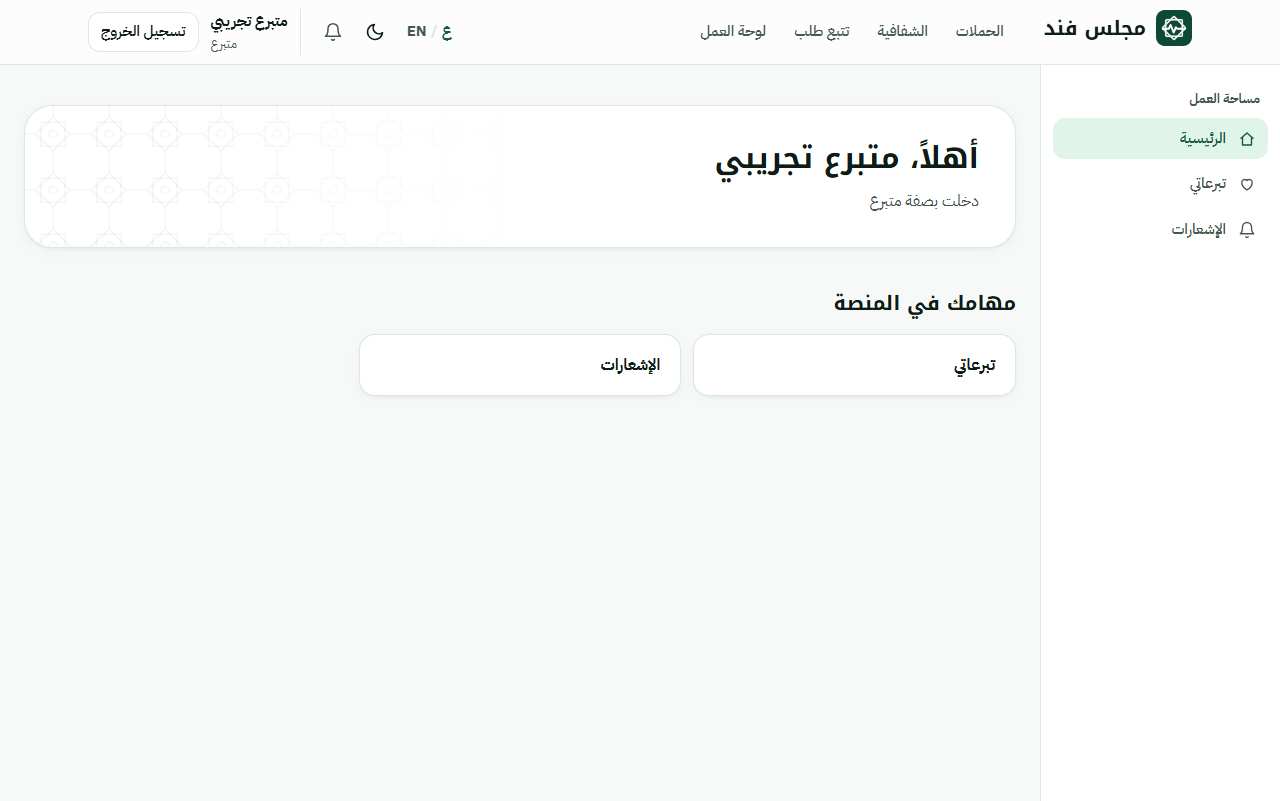 مجلس فند
الحملات
الشفافية
تتبع طلب
لوحة العمل
ع / EN
متبرع تجريبي
متبرع
تسجيل الخروج
مساحة العمل
الرئيسية
تبرعاتي
الإشعارات
أهلاً، متبرع تجريبي
دخلت بصفة متبرع
مهامك في المنصة
تبرعاتي
الإشعارات